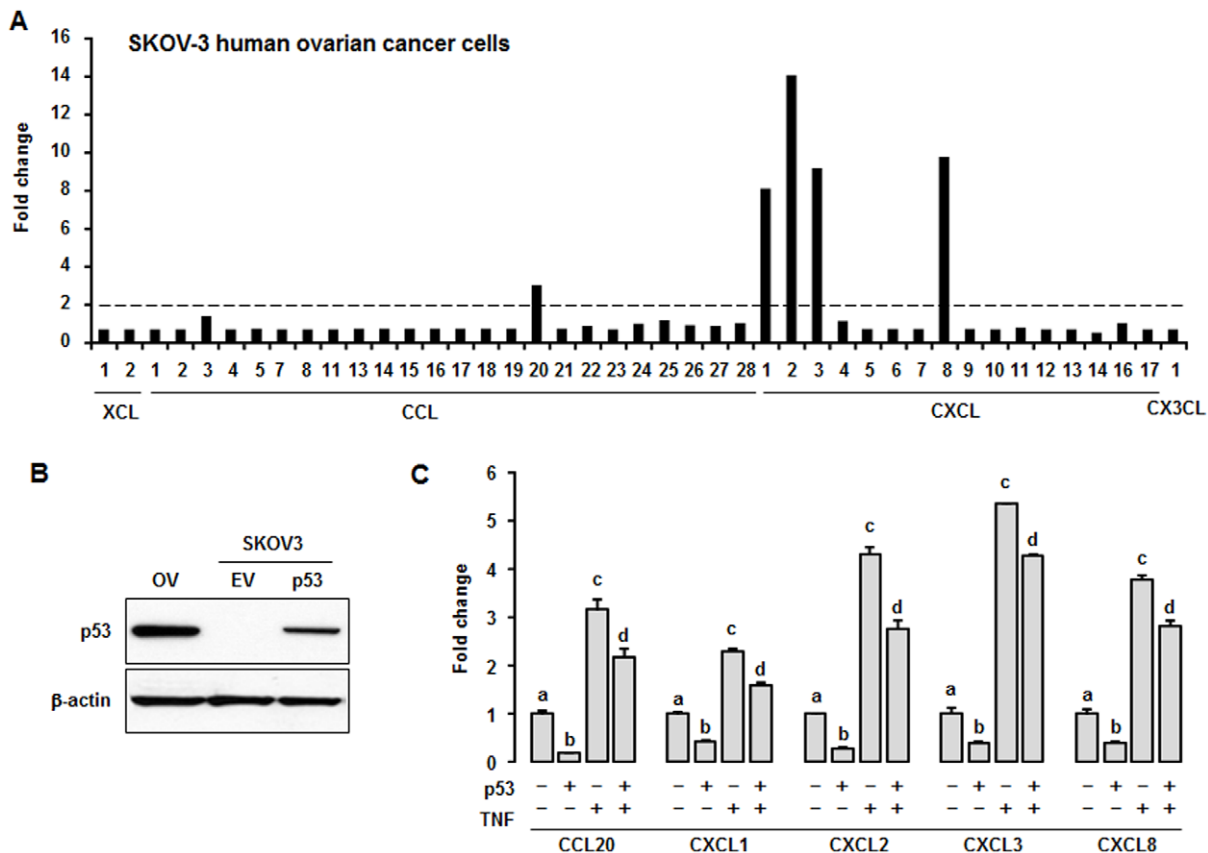 A
SKOV-3 human ovarian cancer cells
Fold change
16
14
12
10
8
6
4
2
0
1 2 1 2 3 4 5 7 8 11 13 14 15 16 17 18 19 20 21 22 23 24 25 26 27 28 1 2 3 4 5 6 7 8 9 10 11 12 13 14 16 17 1
XCL CCL CXCL CX3CL
B
SKOV3
OV EV p53
p53
β-actin
C
Fold change
6
5
4
3
2
1
0
a b c d a b c d a b c d a b c d a b c d
p53 − + − + − + − + − + − + − + − + − + − +
TNF − − + + − − + + − − + + − − + + − − + +
CCL20 CXCL1 CXCL2 CXCL3 CXCL8